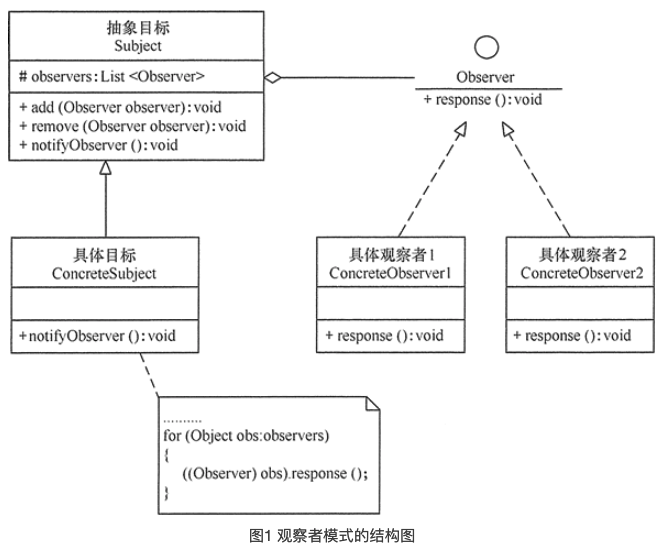 抽象目标
Subject
# observers:List <Observer>
+ add (Observer observer):void
+ remove (Observer observer):void
+ notifyObserver ():void
Observer
+ response ():void
具体目标
ConcreteSubject
+notifyObserver ():void
具体观察者1
ConcreteObserver1
+ response ():void
具体观察者2
ConcreteObserver2
+ response ():void
..........
for (Object obs:observers)
{
((Observer) obs).response ();
}
图1 观察者模式的结构图